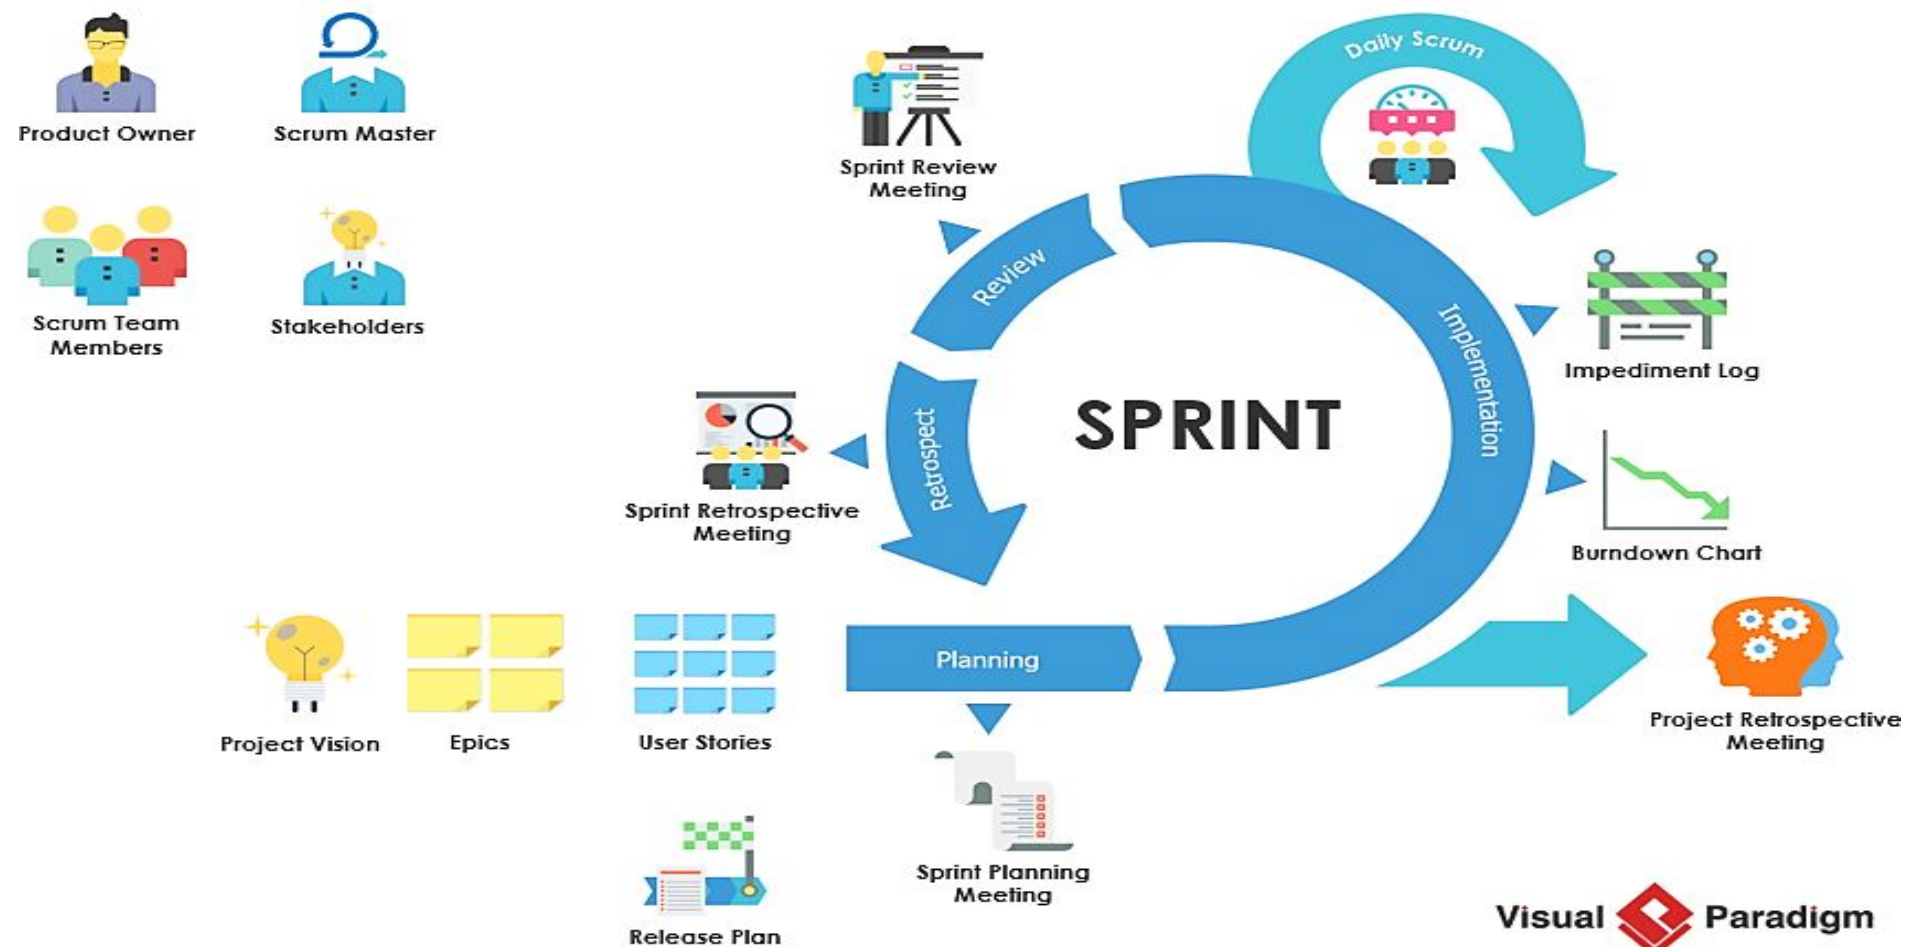 Product Owner
Scrum Master
Scrum Team
Members
Stakeholders
Sprint Review
Meeting
Daily Scrum
Review
Implementation
Impediment Log
SPRINT
Retrospect
Sprint Retrospective
Meeting
Burndown Chart
Planning
Project Retrospective
Meeting
Project Vision
Epics
User Stories
Sprint Planning
Meeting
Release Plan
Visual Paradigm